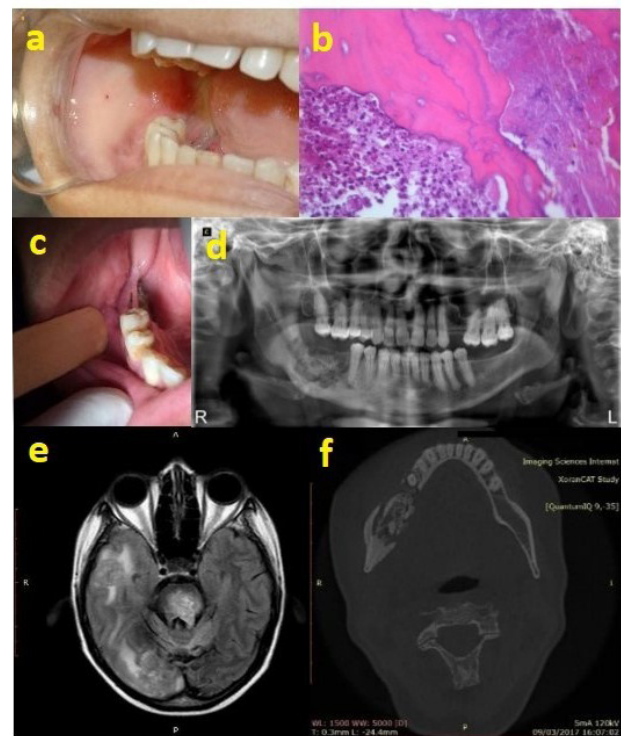 a
b
c
d
R
L
e
A
R
P
f
A
Imaging Sciences Internat
XoranCAT Study
[QuantumIQ 9,-35]
R
WL: 1500 WW: 5000 [D]
T: 0.3mm L: -24.4mm
P
5mA 120kV
09/03/2017 16:07:02